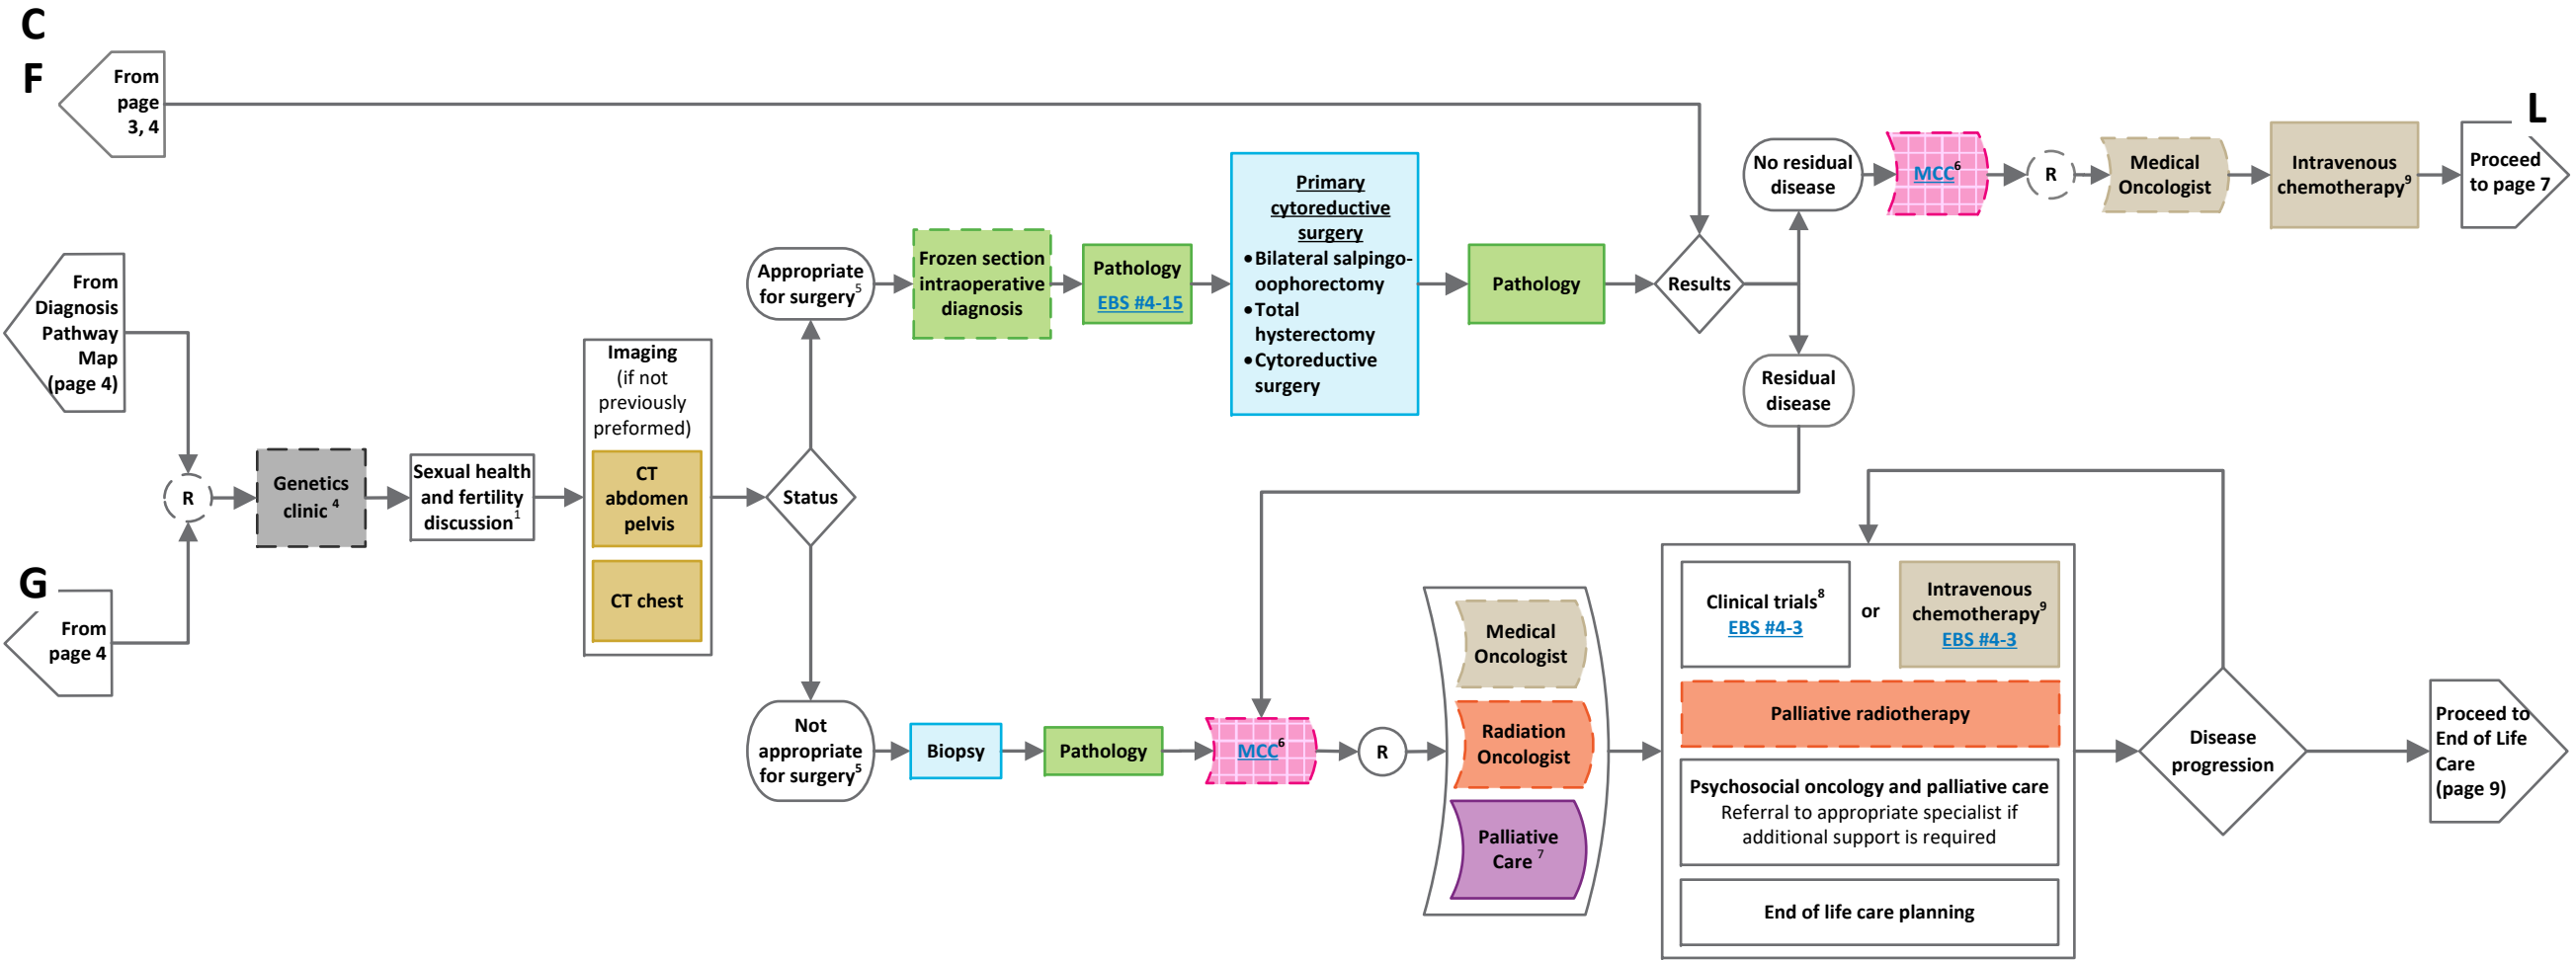 C
F
From
page
3, 4
From
Diagnosis
Pathway
Map
(page 4)
G
From
page 4
R
Genetics
clinic 4
Sexual health
and fertility
discussion1
Imaging
(if not
previously
preformed)
CT
abdomen
pelvis
CT chest
Status
Appropriate
for surgery5
Frozen section
intraoperative
diagnosis
Pathology
EBS #4-15
Primary
cytoreductive
surgery
•Bilateral salpingo-
oophorectomy
•Total
hysterectomy
•Cytoreductive
surgery
Pathology
Results
No residual
disease
MCC6
R
Medical
Oncologist
Intravenous
chemotherapy9
L
Proceed
to page 7
Residual
disease
Not
appropriate
for surgery5
Biopsy
Pathology
MCC6
R
Medical
Oncologist
Radiation
Oncologist
Palliative
Care 7
Clinical trials8
EBS #4-3
or
Intravenous
chemotherapy9
EBS #4-3
Palliative radiotherapy
Psychosocial oncology and palliative care
Referral to appropriate specialist if
additional support is required
End of life care planning
Disease
progression
Proceed to
End of Life
Care
(page 9)